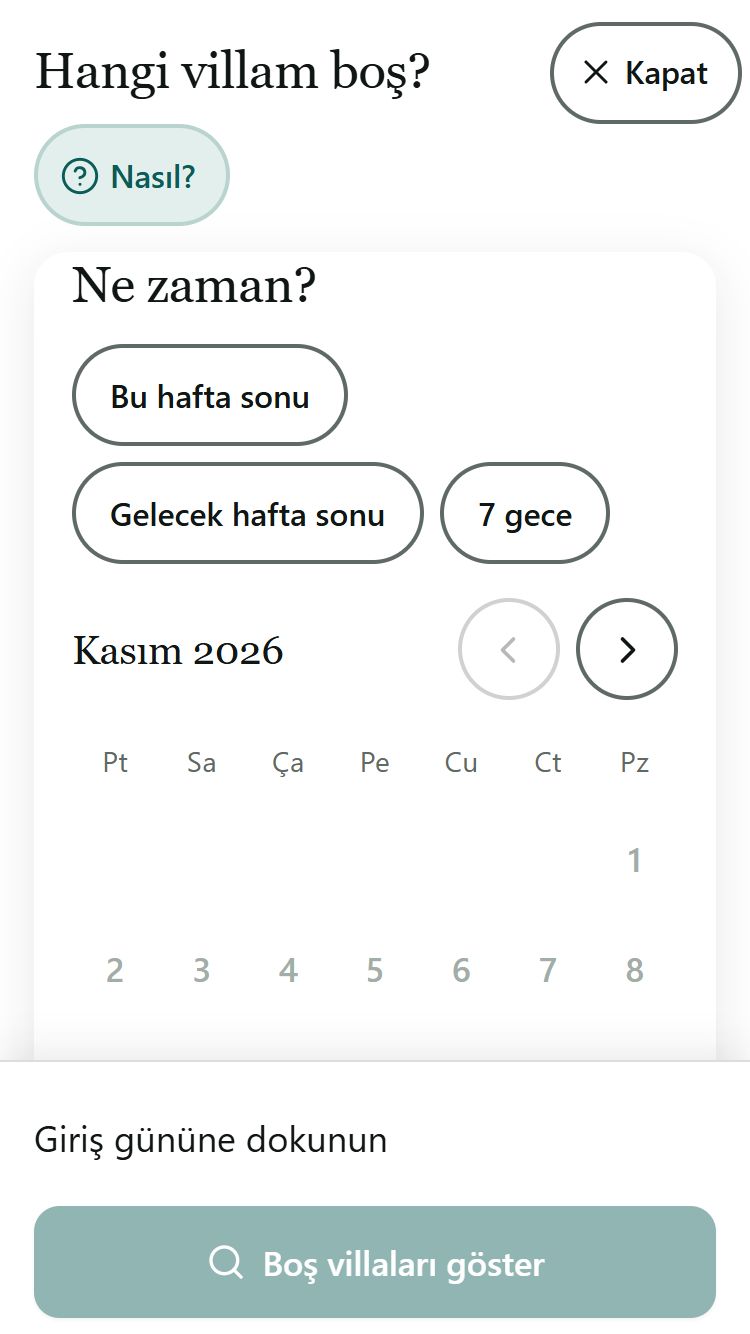 Hangi villam boş?
Kapat
Nasıl?
Ne zaman?
Bu hafta sonu
Gelecek hafta sonu
7 gece
Kasım 2026
Pt Sa Ça Pe Cu Ct Pz
1
2 3 4 5 6 7 8
Giriş gününe dokunun
Boş villaları göster